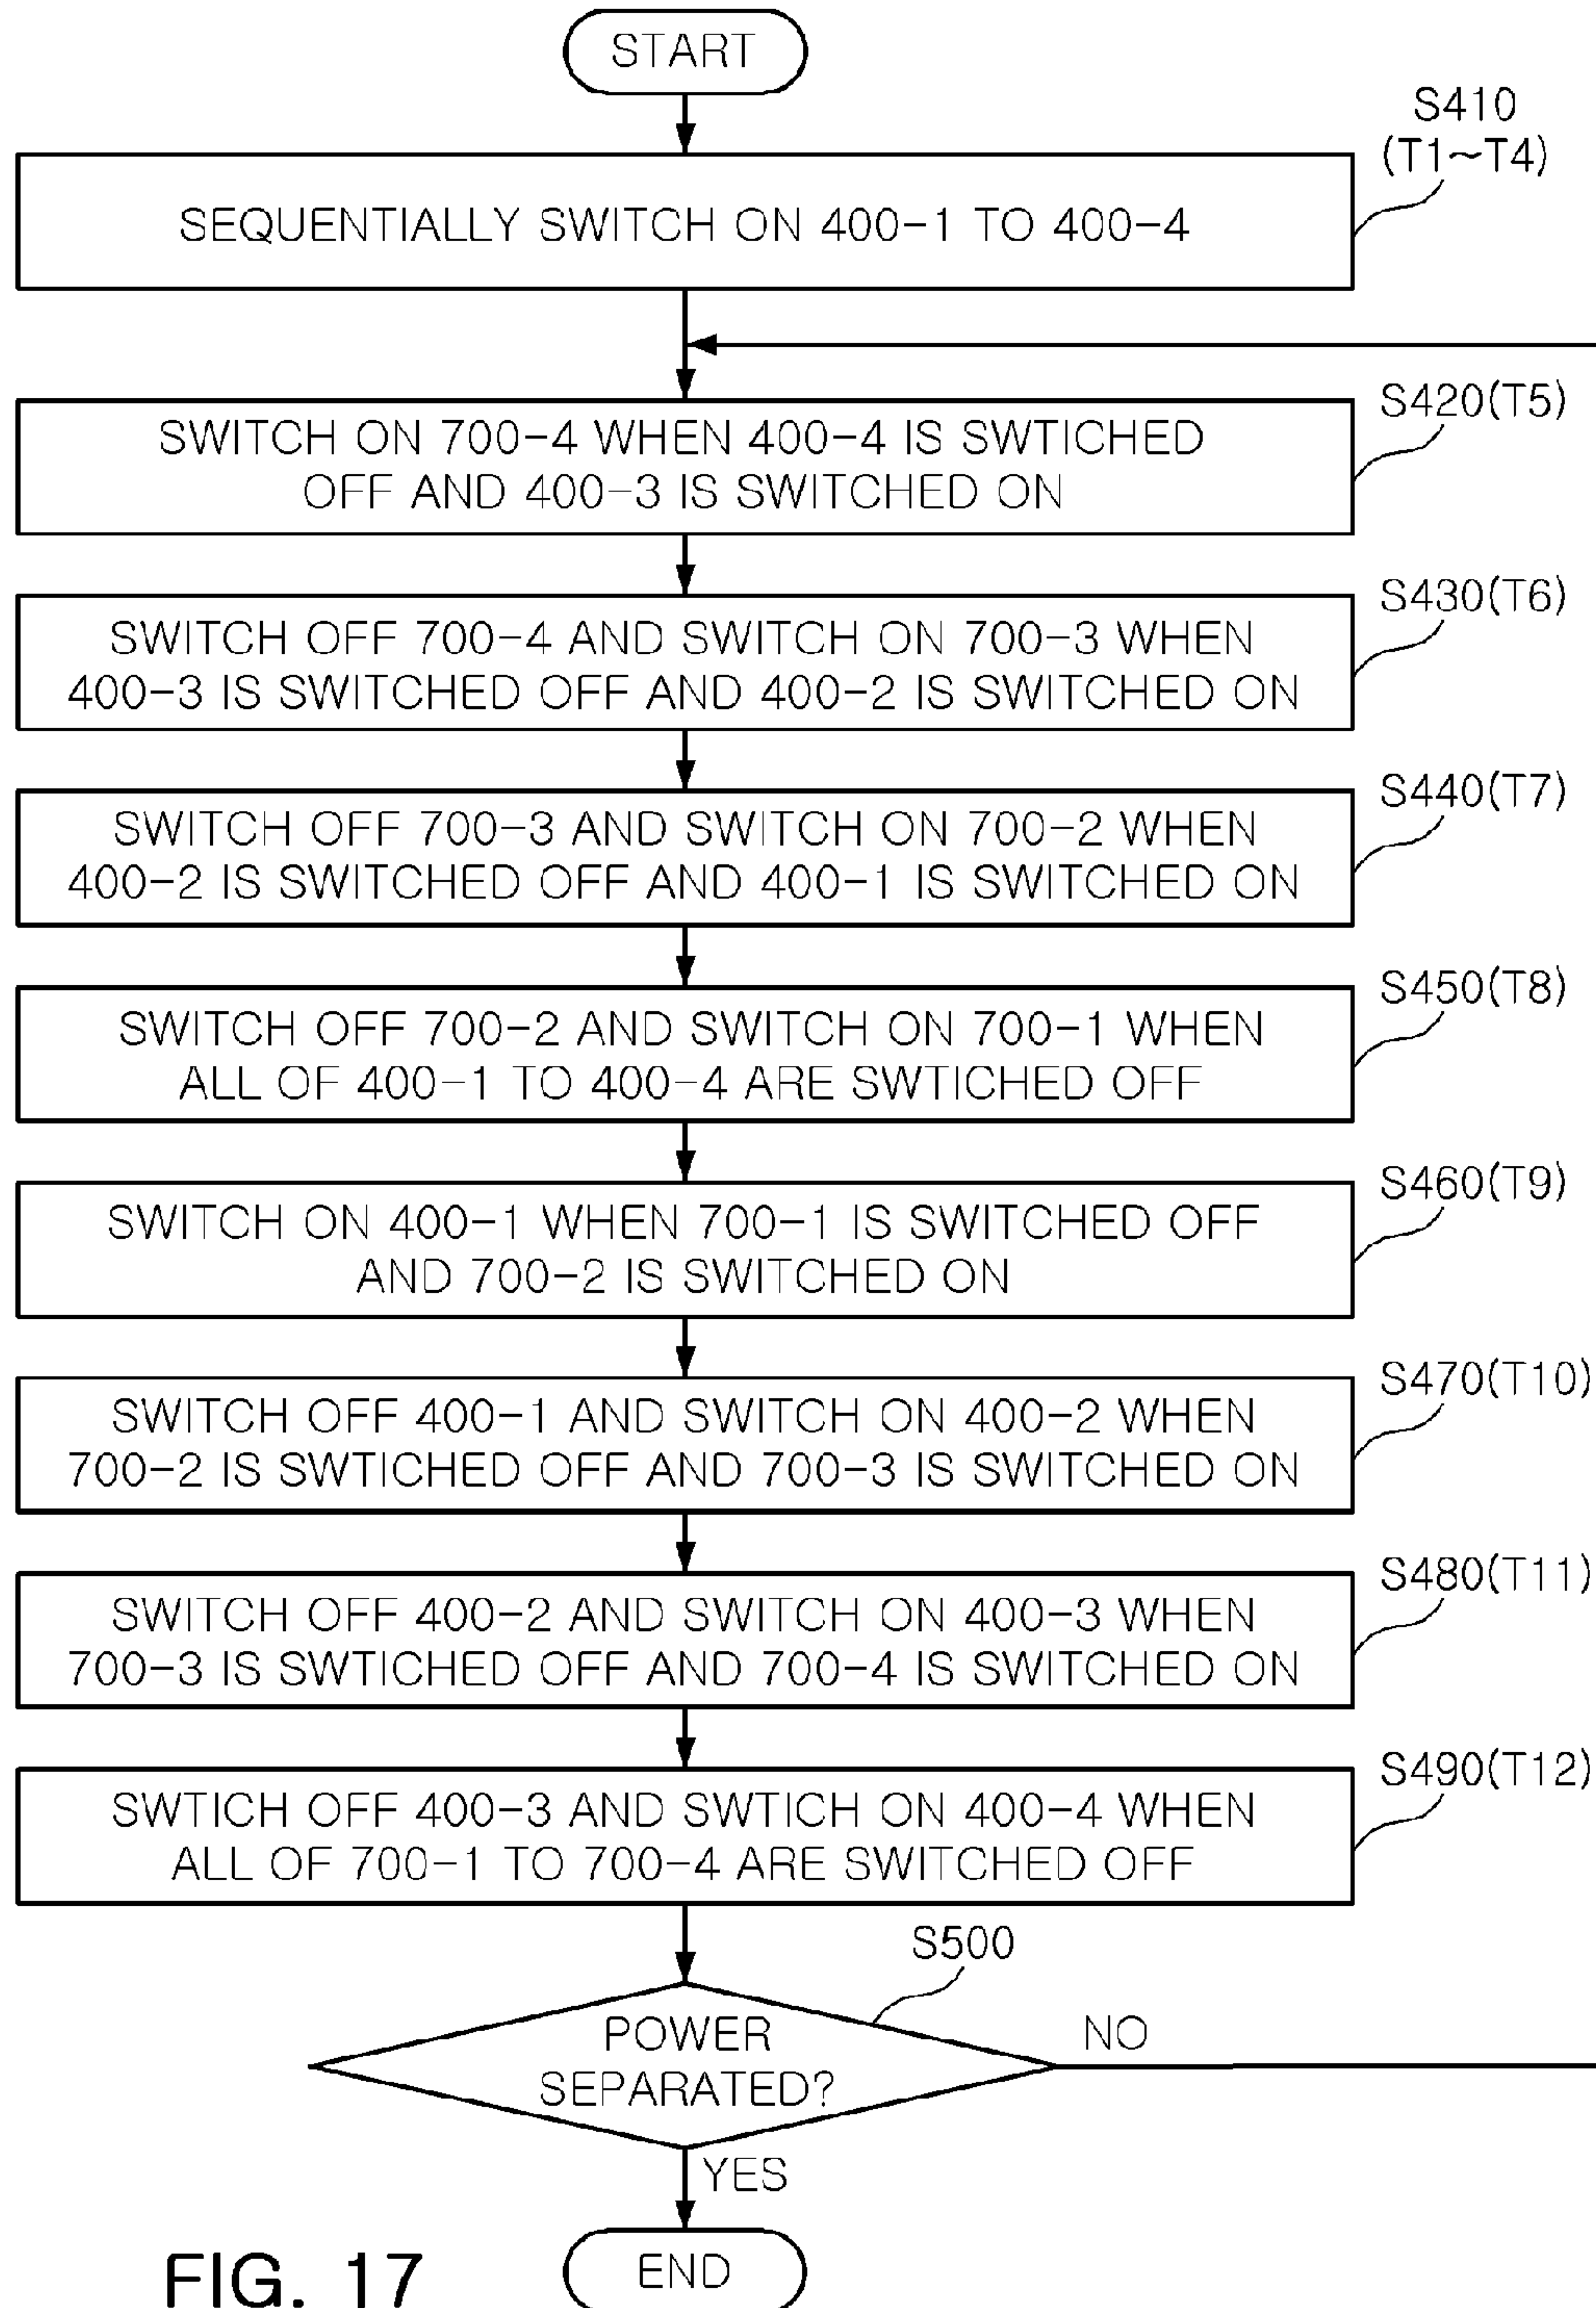 START
S410
(T1~T4)
SEQUENTIALLY SWITCH ON 400-1 TO 400-4
S420(T5)
SWITCH ON 700-4 WHEN 400-4 IS SWTICHED
OFF AND 400-3 IS SWITCHED ON
S430(T6)
SWITCH OFF 700-4 AND SWITCH ON 700-3 WHEN
400-3 IS SWITCHED OFF AND 400-2 IS SWITCHED ON
S440(T7)
SWITCH OFF 700-3 AND SWITCH ON 700-2 WHEN
400-2 IS SWITCHED OFF AND 400-1 IS SWITCHED ON
S450(T8)
SWITCH OFF 700-2 AND SWITCH ON 700-1 WHEN
ALL OF 400-1 TO 400-4 ARE SWTICHED OFF
S460(T9)
SWITCH ON 400-1 WHEN 700-1 IS SWITCHED OFF
AND 700-2 IS SWITCHED ON
S470(T10)
SWITCH OFF 400-1 AND SWITCH ON 400-2 WHEN
700-2 IS SWTICHED OFF AND 700-3 IS SWITCHED ON
S480(T11)
SWITCH OFF 400-2 AND SWITCH ON 400-3 WHEN
700-3 IS SWTICHED OFF AND 700-4 IS SWITCHED ON
S490(T12)
SWTICH OFF 400-3 AND SWTICH ON 400-4 WHEN
ALL OF 700-1 TO 700-4 ARE SWITCHED OFF
S500
POWER
SEPARATED?
NO
YES
END
FIG. 17